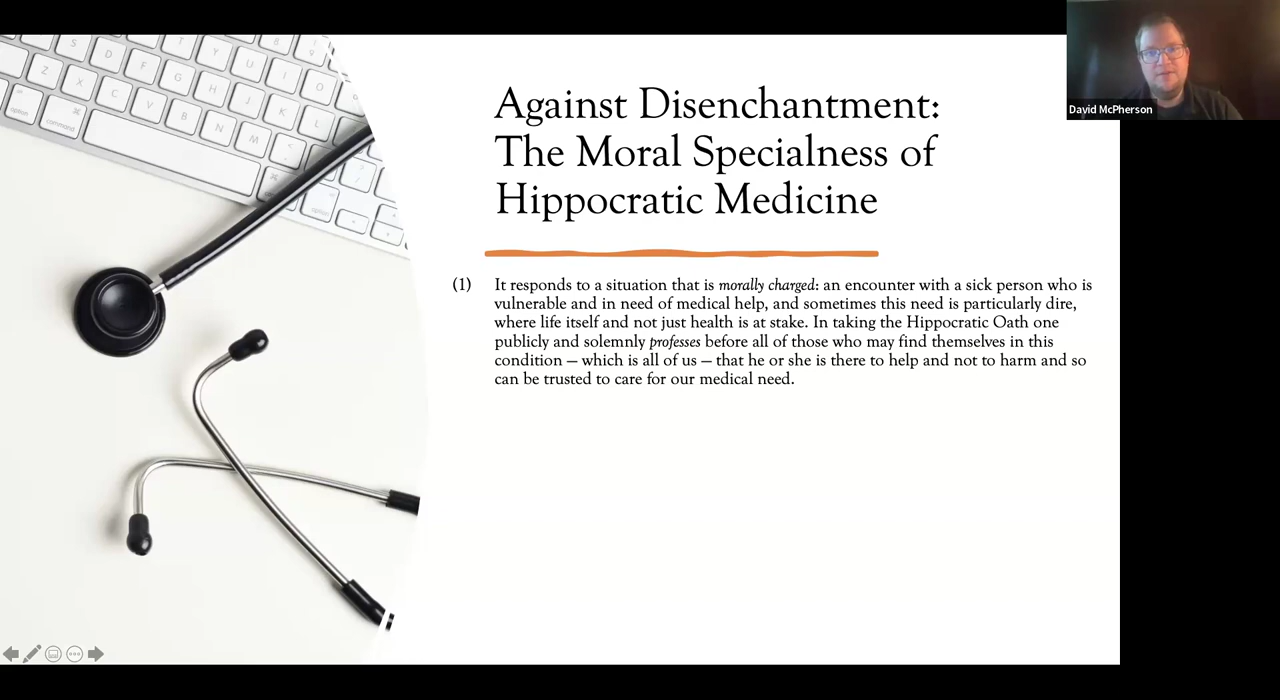 Against Disenchantment:
The Moral Specialness of
Hippocratic Medicine
(1) It responds to a situation that is morally charged: an encounter with a sick person who is
vulnerable and in need of medical help, and sometimes this need is particularly dire,
where life itself and not just health is at stake. In taking the Hippocratic Oath one
publicly and solemnly professes before all of those who may find themselves in this
condition – which is all of us – that he or she is there to help and not to harm and so
can be trusted to care for our medical need.
David McPherson
S D F G H J K L
T Y U I O
Z X C V B N M
option command
option